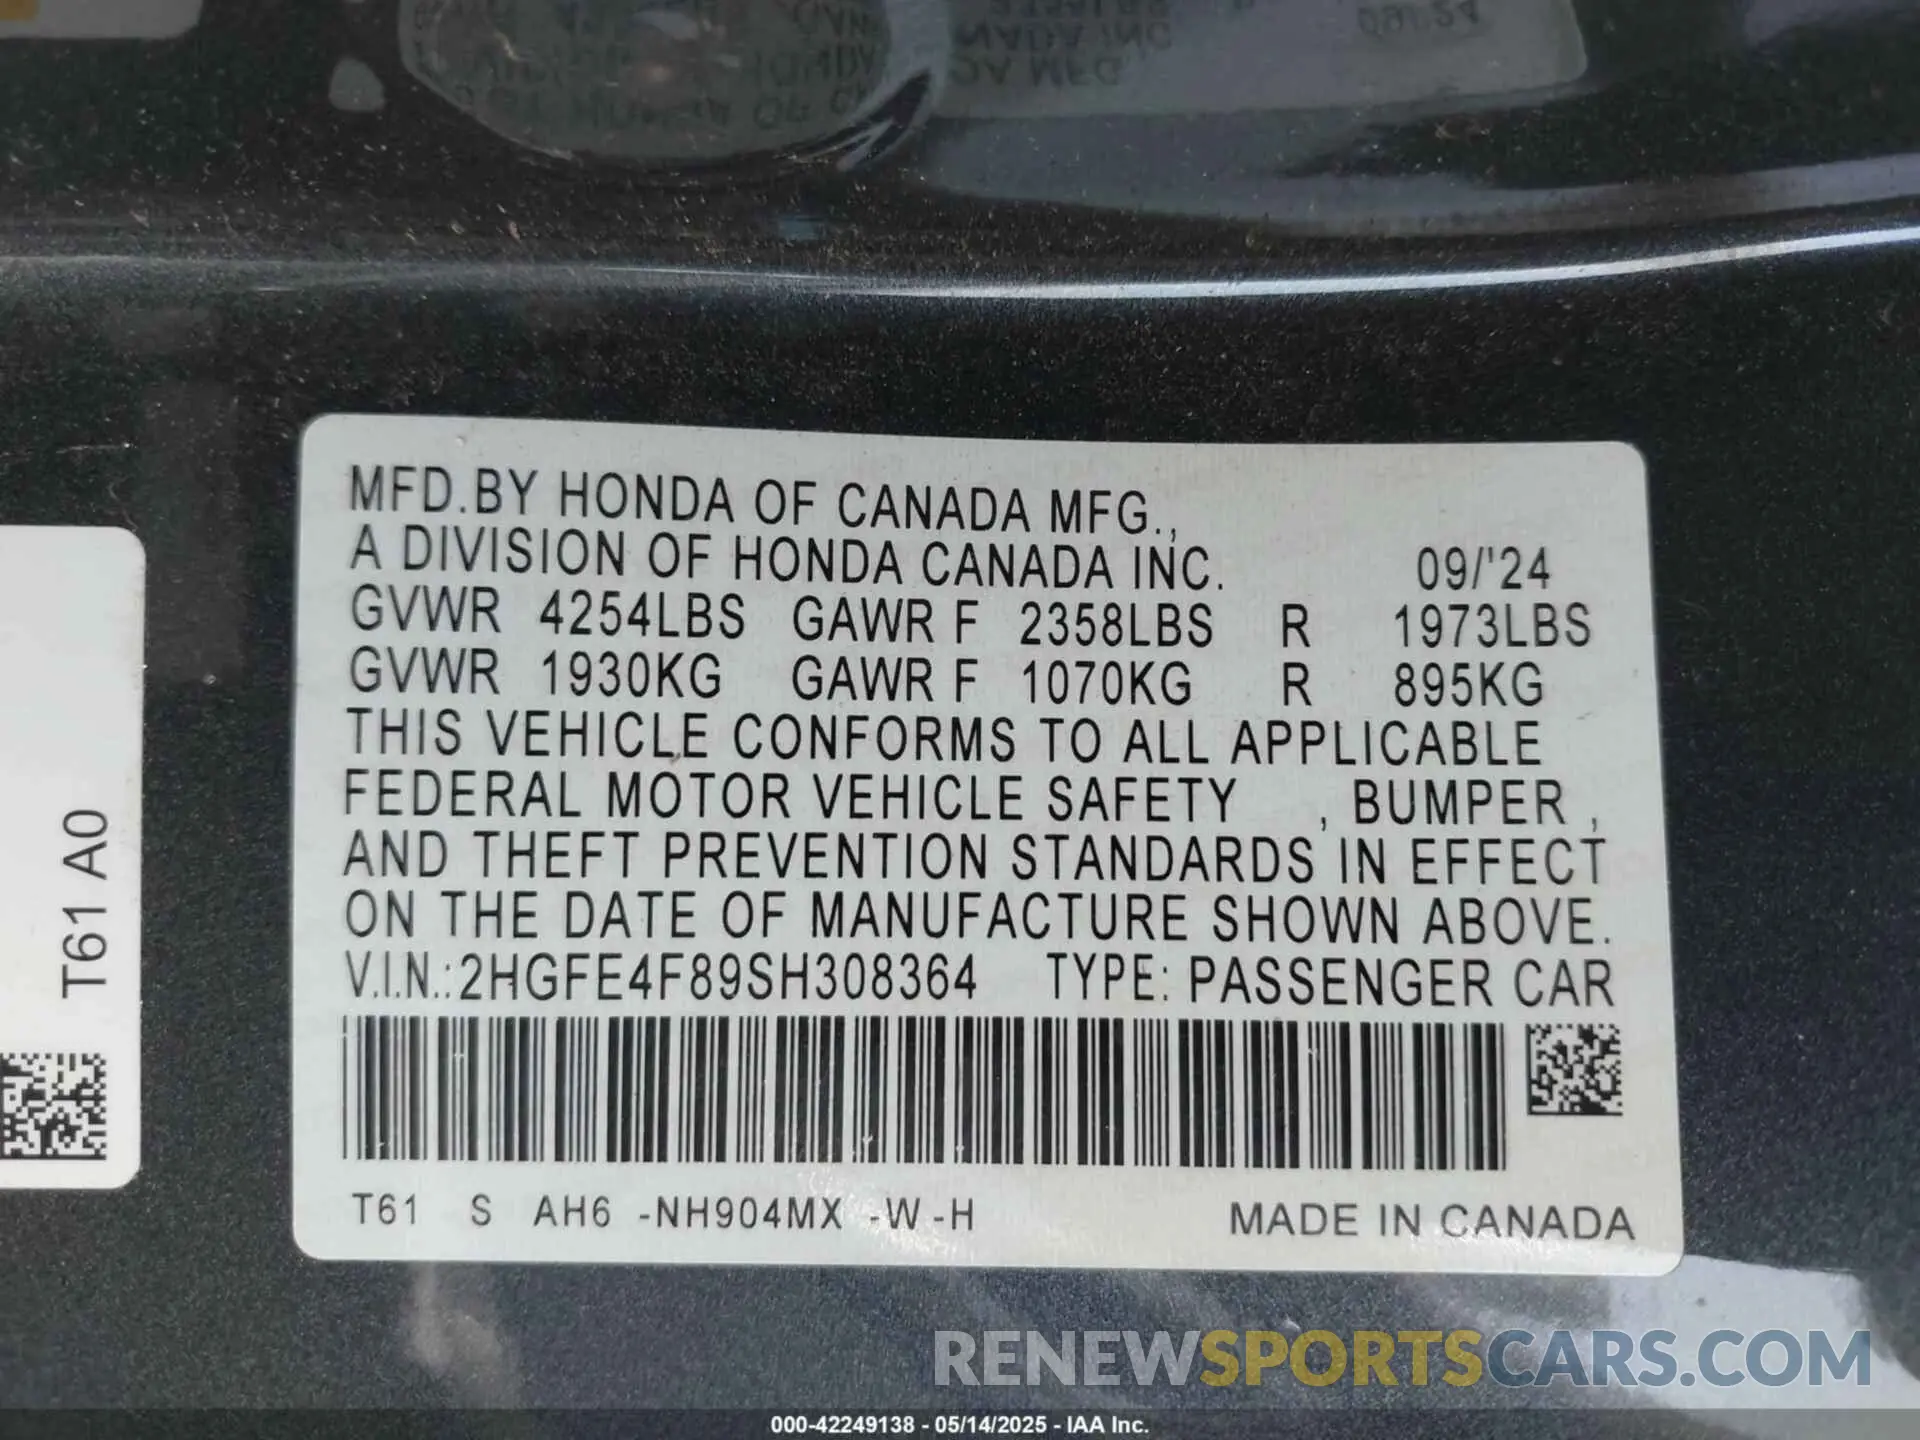 09/'24
MFD.BY HONDA OF CANADA MFG.,
A DIVISION OF HONDA CANADA INC. 09/'24
GVWR 4254LBS GAWR F 2358LBS R 1973LBS
GVWR 1930KG GAWR F 1070KG R 895KG
THIS VEHICLE CONFORMS TO ALL APPLICABLE
FEDERAL MOTOR VEHICLE SAFETY , BUMPER ,
AND THEFT PREVENTION STANDARDS IN EFFECT
ON THE DATE OF MANUFACTURE SHOWN ABOVE.
V.I.N.:2HGFE4F89SH308364 TYPE: PASSENGER CAR
T61 S AH6 -NH904MX -W-H MADE IN CANADA
T61 A0
RENEWSPORTSCARS.COM
000-42249138 - 05/14/2025 - IAA Inc.